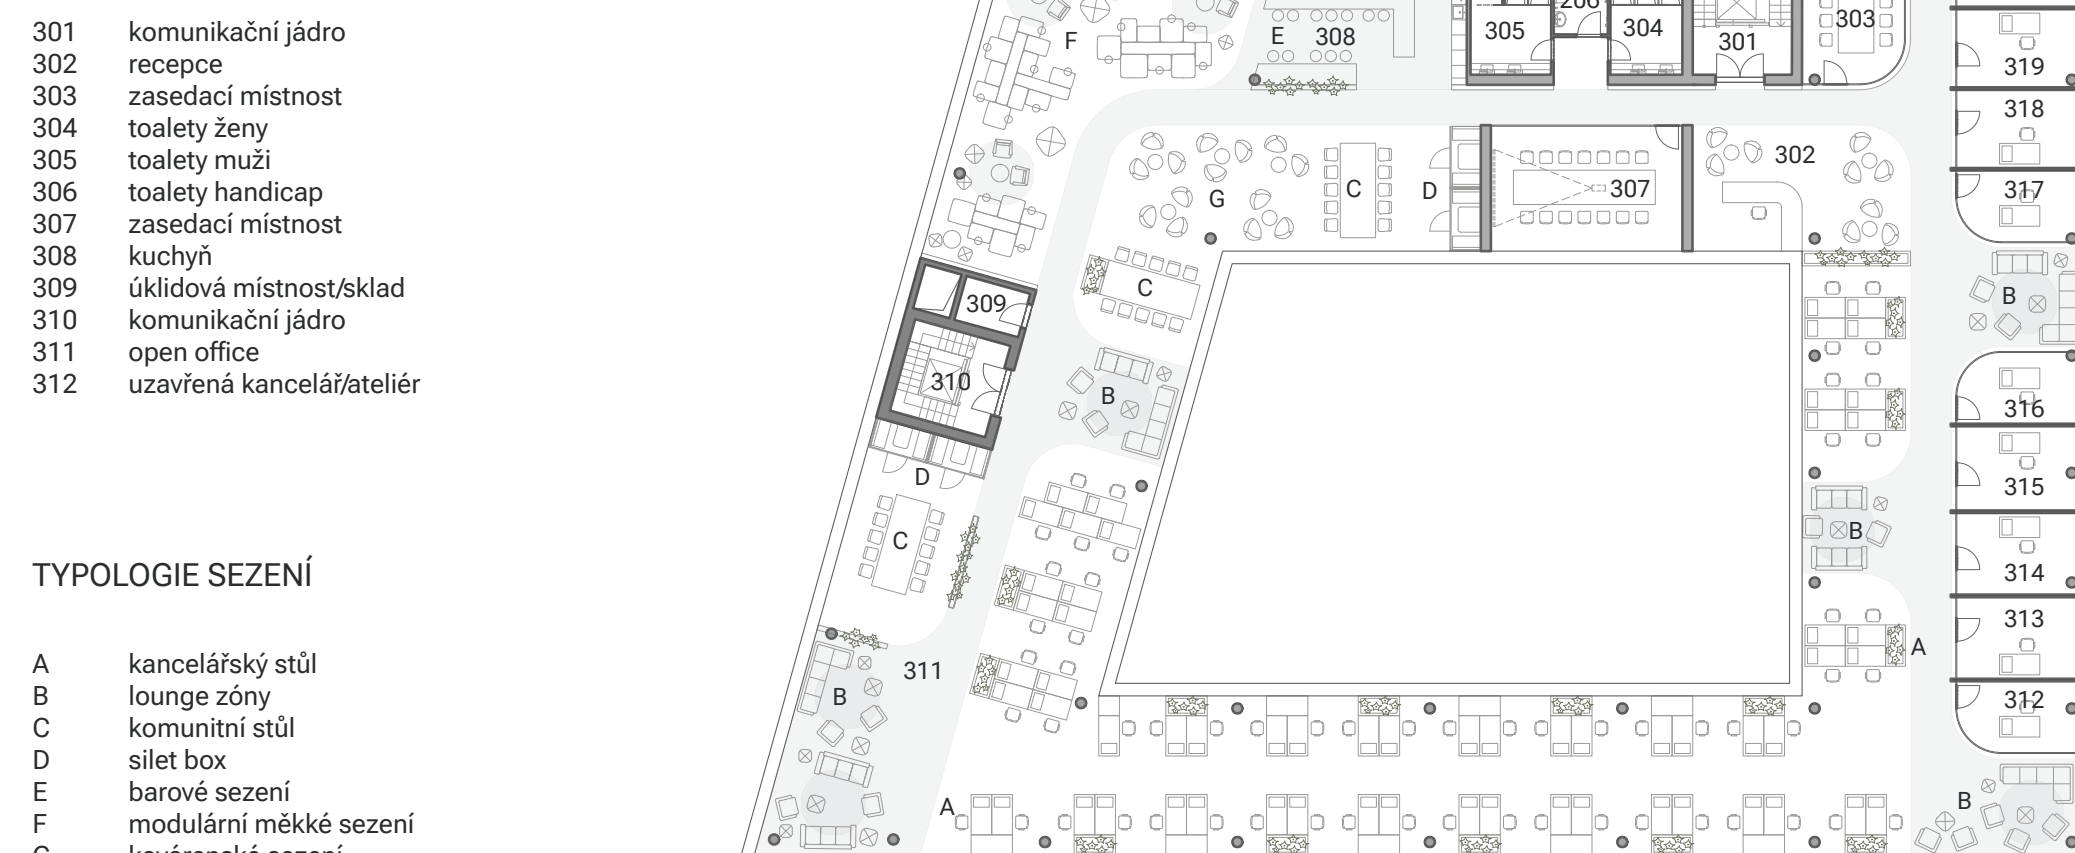 301 komunikační jádro
302 recepce
303 zasedací místnost
304 toalety ženy
305 toalety muži
306 toalety handicap
307 zasedací místnost
308 kuchyň
309 úklidová místnost/sklad
310 komunikační jádro
311 open office
312 uzavřená kancelář/ateliér
TYPOLOGIE SEZENÍ
A kancelářský stůl
B lounge zóny
C komunitní stůl
D silet box
E barové sezení
F modulární měkké sezení
F
E
308
305
304
301
303
319
318
317
302
307
G
C
D
C
309
310
B
D
C
B
316
315
B
314
313
A
312
311
B
A
B